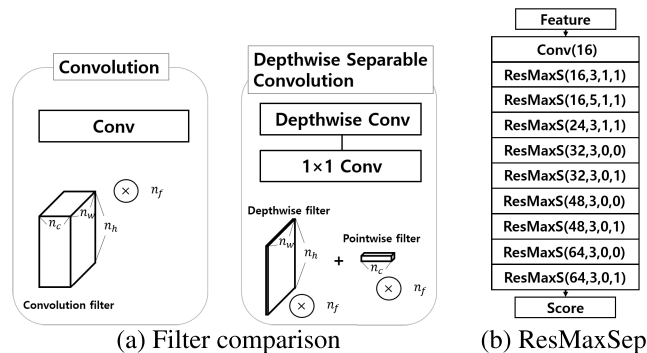 Convolution
Conv
n_c
n_w
n_h
× n_f
Convolution filter
Depthwise Separable
Convolution
Depthwise Conv
1×1 Conv
Depthwise filter
n_w
n_h
× n_f
+
Pointwise filter
n_c
× n_f
(a) Filter comparison
Feature
Conv(16)
ResMaxS(16,3,1,1)
ResMaxS(16,5,1,1)
ResMaxS(24,3,1,1)
ResMaxS(32,3,0,0)
ResMaxS(32,3,0,1)
ResMaxS(48,3,0,0)
ResMaxS(48,3,0,1)
ResMaxS(64,3,0,0)
ResMaxS(64,3,0,1)
Score
(b) ResMaxSep